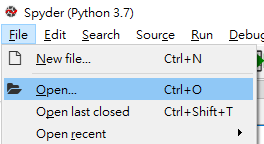 Spyder (Python 3.7)
File Edit Search Source Run Debug
New file... Ctrl+N
Open... Ctrl+O
Open last closed Ctrl+Shift+T
Open recent